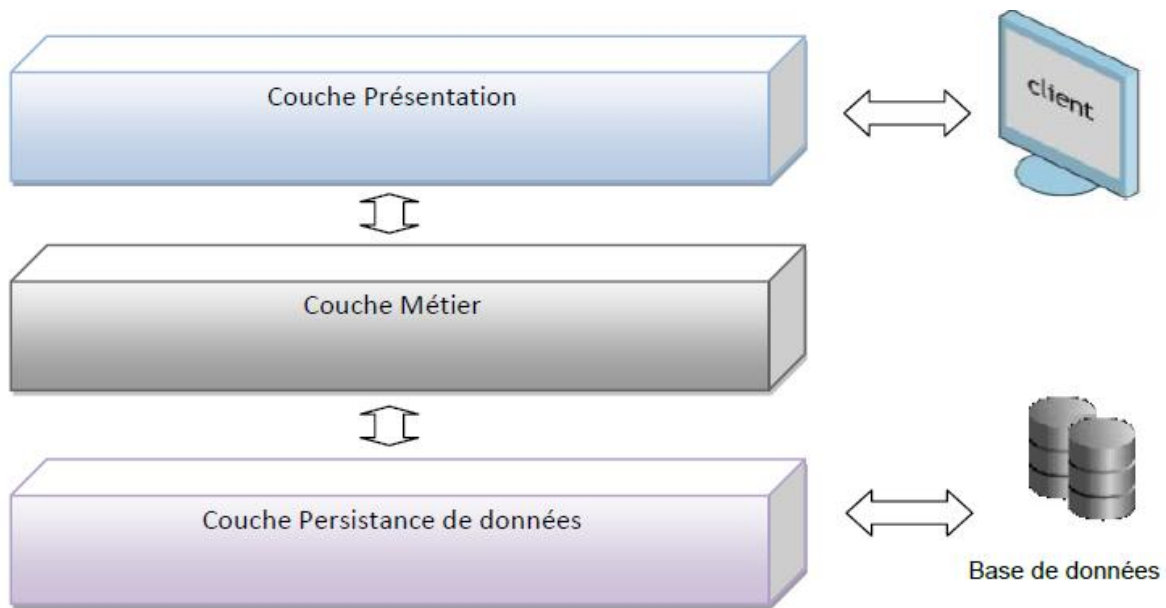 Couche Présentation
client
Couche Métier
Couche Persistance de données
Base de données